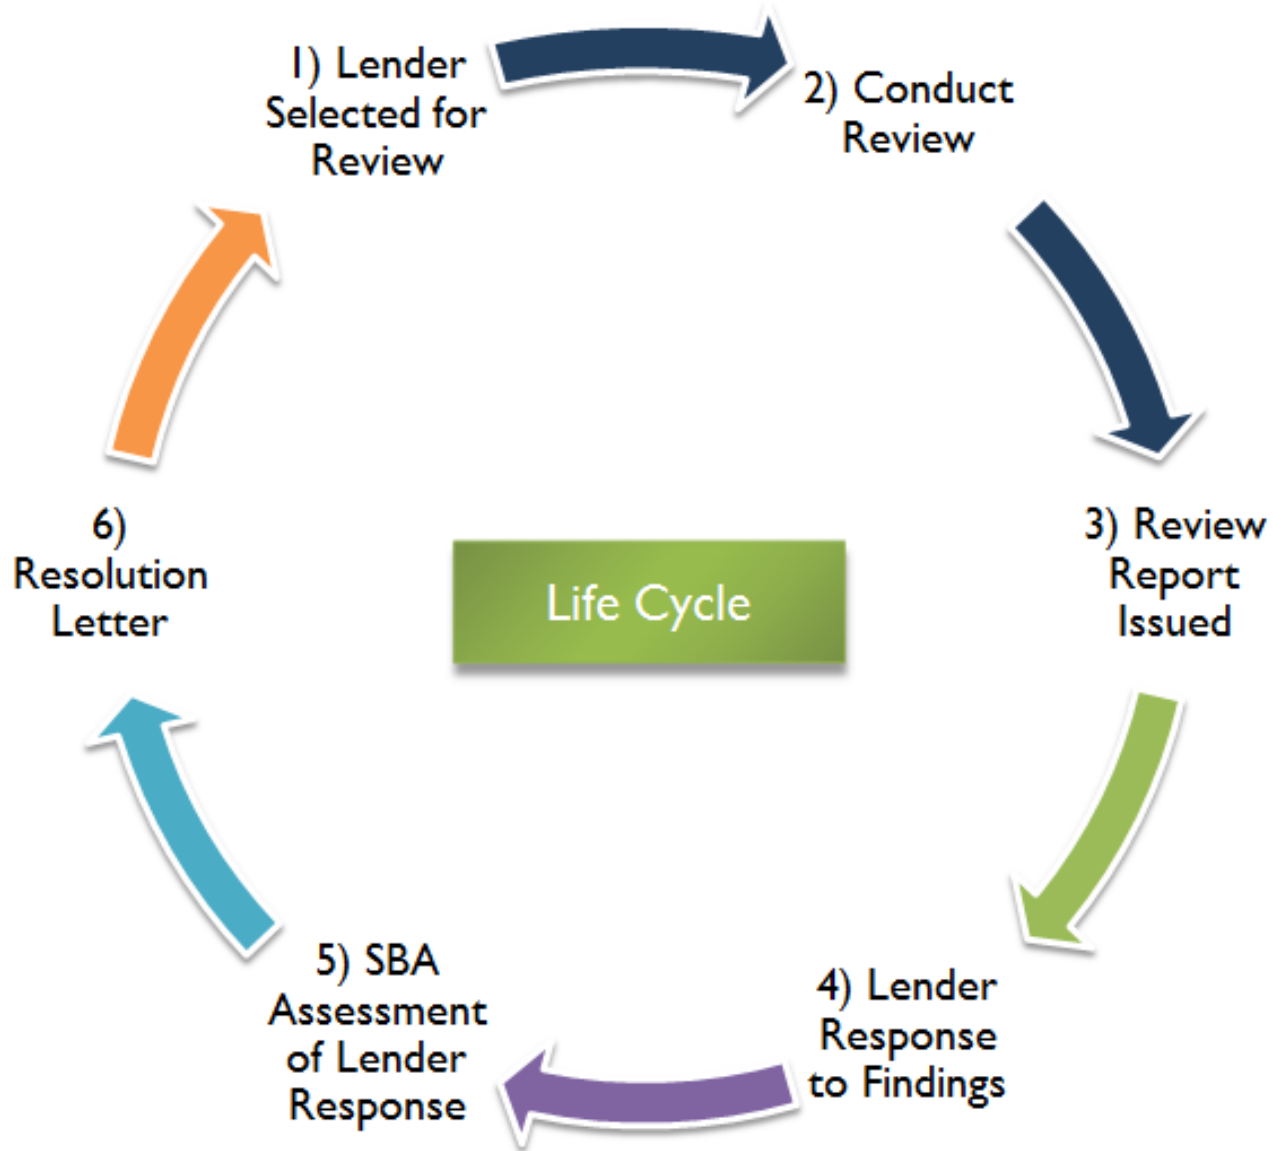 1) Lender
Selected for
Review
2) Conduct
Review
3) Review
Report
Issued
4) Lender
Response
to Findings
5) SBA
Assessment
of Lender
Response
6)
Resolution
Letter
Life Cycle